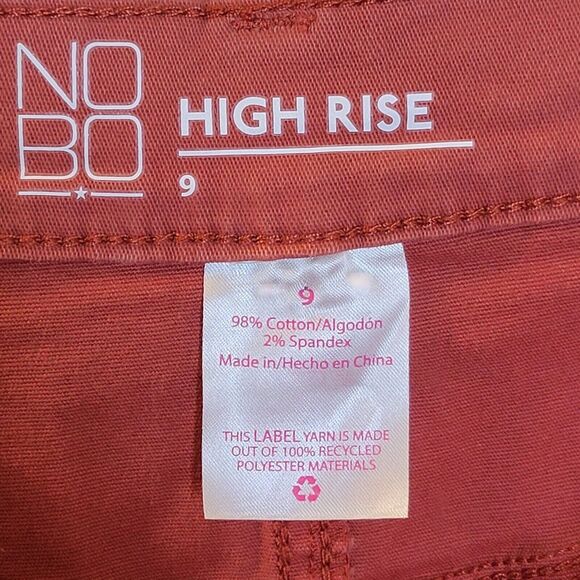 NO
BO
HIGH RISE
9
9
98% Cotton/Algodón
2% Spandex
Made in/Hecho en China
THIS LABEL YARN IS MADE
OUT OF 100% RECYCLED
POLYESTER MATERIALS